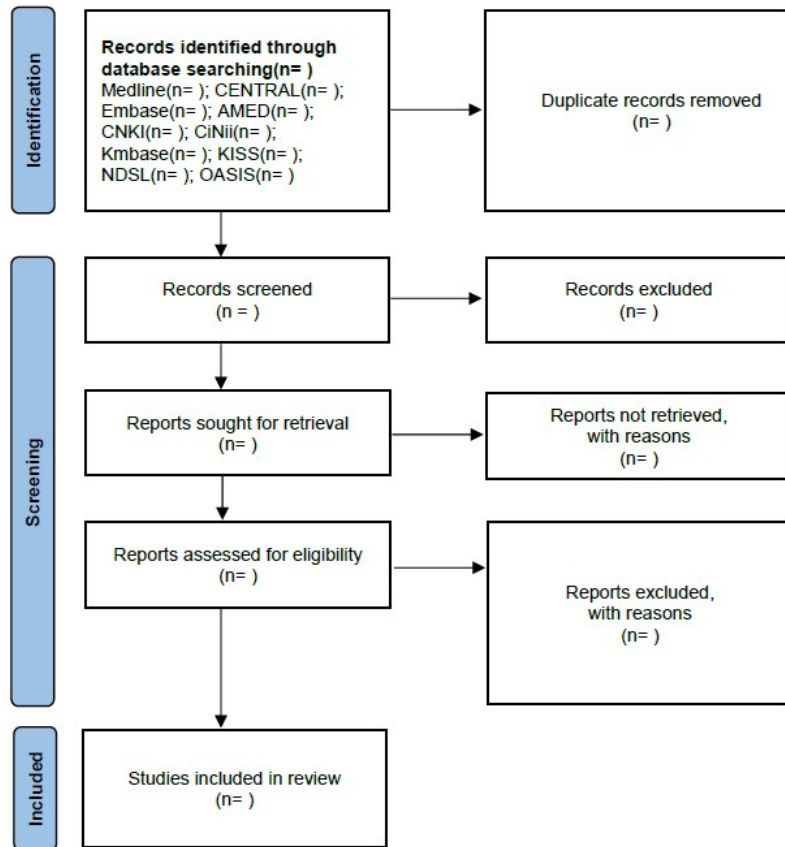 Identification
Records identified through
database searching(n= )
Medline(n= ); CENTRAL(n= );
Embase(n= ); AMED(n= );
CNKI(n= ); CiNii(n= );
Kmbase(n= ); KISS(n= );
NDSL(n= ); OASIS(n= )
Duplicate records removed
(n= )
Screening
Records screened
(n = )
Records excluded
(n= )
Reports sought for retrieval
(n= )
Reports not retrieved,
with reasons
(n= )
Reports assessed for eligibility
(n= )
Reports excluded,
with reasons
(n= )
Included
Studies included in review
(n= )